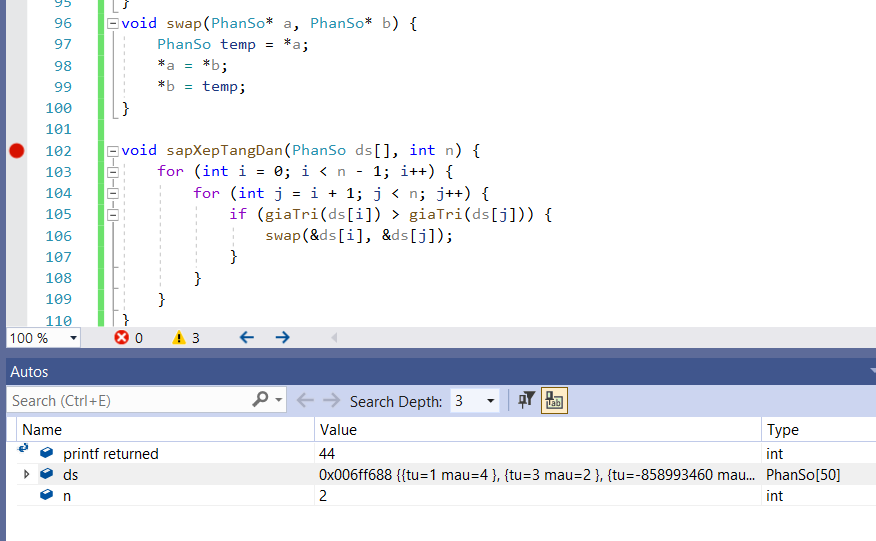 95 }
96 void swap(PhanSo* a, PhanSo* b) {
97 PhanSo temp = *a;
98 *a = *b;
99 *b = temp;
100 }
101
102 void sapXepTangDan(PhanSo ds[], int n) {
103 for (int i = 0; i < n - 1; i++) {
104 for (int j = i + 1; j < n; j++) {
105 if (giaTri(ds[i]) > giaTri(ds[j])) {
106 swap(&ds[i], &ds[j]);
107 }
108 }
109 }
110 }
100 % 0 3
Autos
Search (Ctrl+E) Search Depth: 3
Name Value Type
printf returned 44 int
ds 0x006ff688 {{tu=1 mau=4 }, {tu=3 mau=2 }, {tu=-858993460 mau... PhanSo[50]
n 2 int